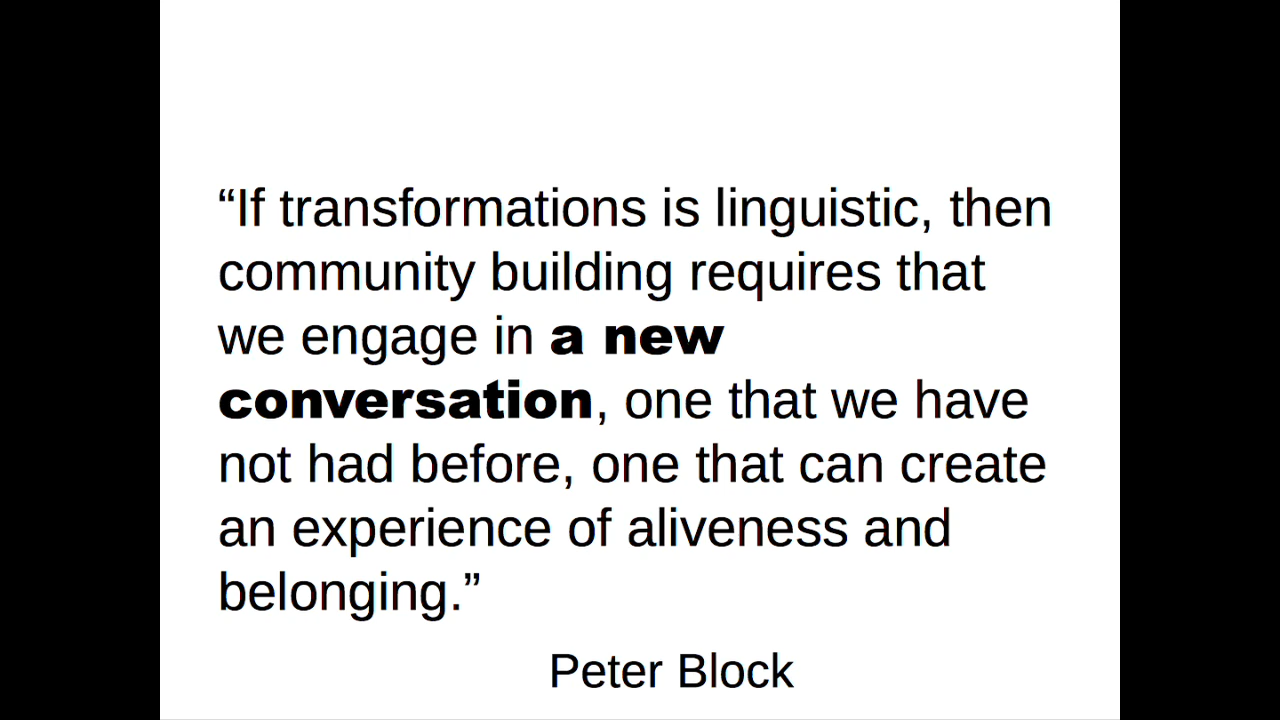 “If transformations is linguistic, then
community building requires that
we engage in a new
conversation, one that we have
not had before, one that can create
an experience of aliveness and
belonging.”
Peter Block